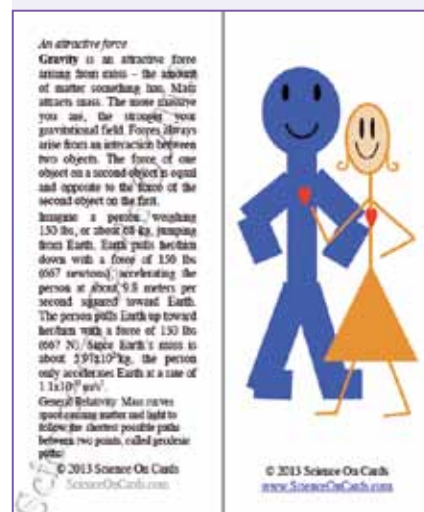 An attractive force
Gravity is an attractive force
arising from mass – the amount
of matter something has. Mass
attracts mass. The more massive
you are, the stronger your
gravitational field. Forces always
arise from an interaction between
two objects. The force of one
object on a second object is equal
and opposite to the force of the
second object on the first.
Imagine a person, weighing
150 lbs, or about 68 kg, jumping
from Earth. Earth pulls her/him
down with a force of 150 lbs
(667 newtons), accelerating the
person at about 9.8 meters per
second squared toward Earth.
The person pulls Earth up toward
her/him with a force of 150 lbs
(667 N). Since Earth's mass is
about kg, the person
only accelerates Earth at a rate of
General Relativity: Mass curves
space causing matter and light to
follow the shortest possible paths
between two points, called geodesic
paths!
© 2013 Science On Cards
ScienceOnCards.com
© 2013 Science On Cards
www.ScienceOnCards.com